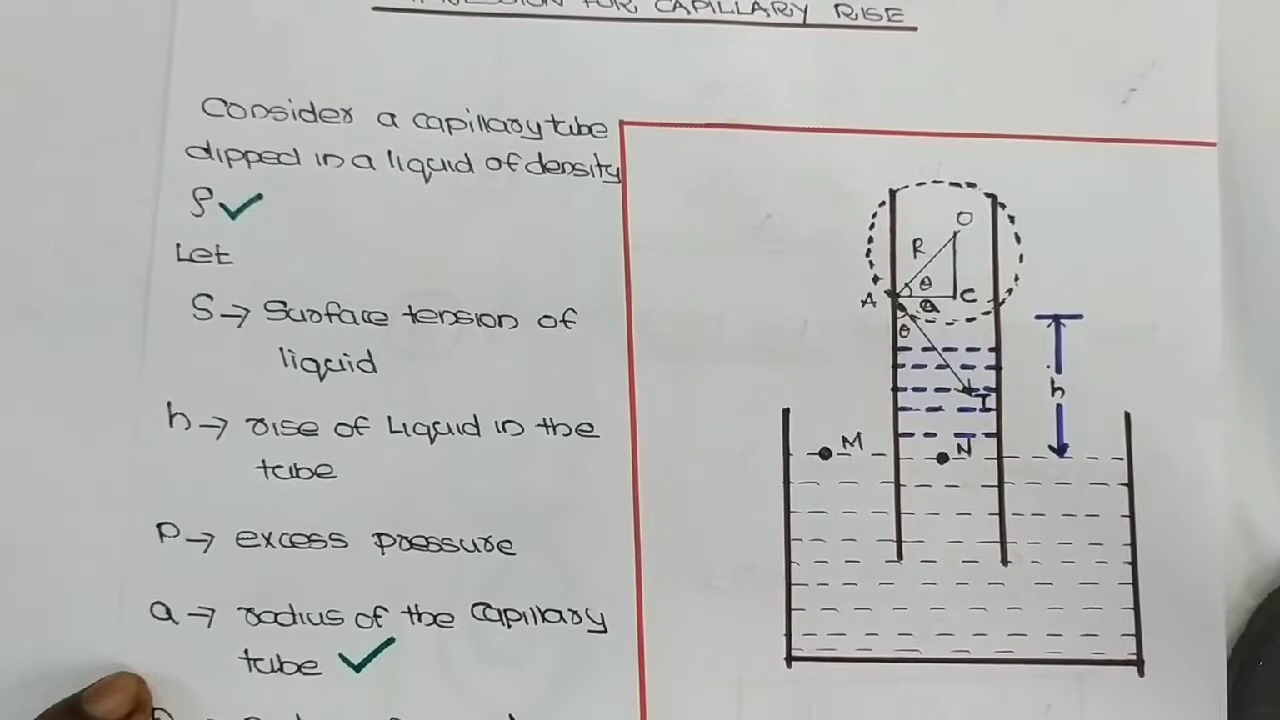 FOR CAPILLARY RISE
Consider a capillary tube
dipped in a liquid of density
ρ
Let
S → Surface tension of
liquid
h → rise of liquid in the
tube
P → excess pressure
a → radius of the capillary
tube
O
R
θ
A
a
C
θ
T
h
M
N